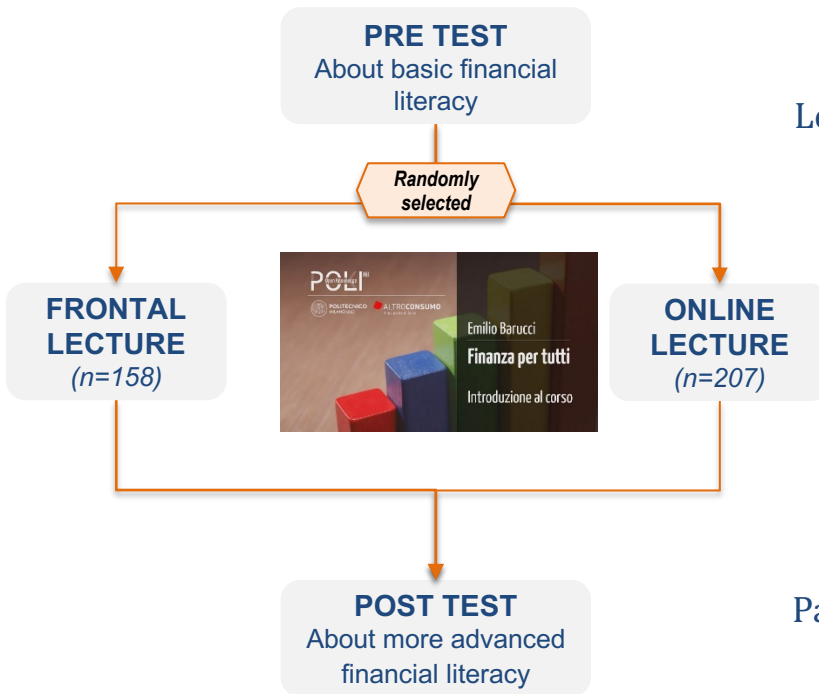 PRE TEST
About basic financial
literacy
Randomly
selected
FRONTAL
LECTURE
(n=158)
POLI
POLITECNICO
ALTROCONSUMO
Emilio Barucci
Finanza per tutti
Introduzione al corso
ONLINE
LECTURE
(n=207)
POST TEST
About more advanced
financial literacy